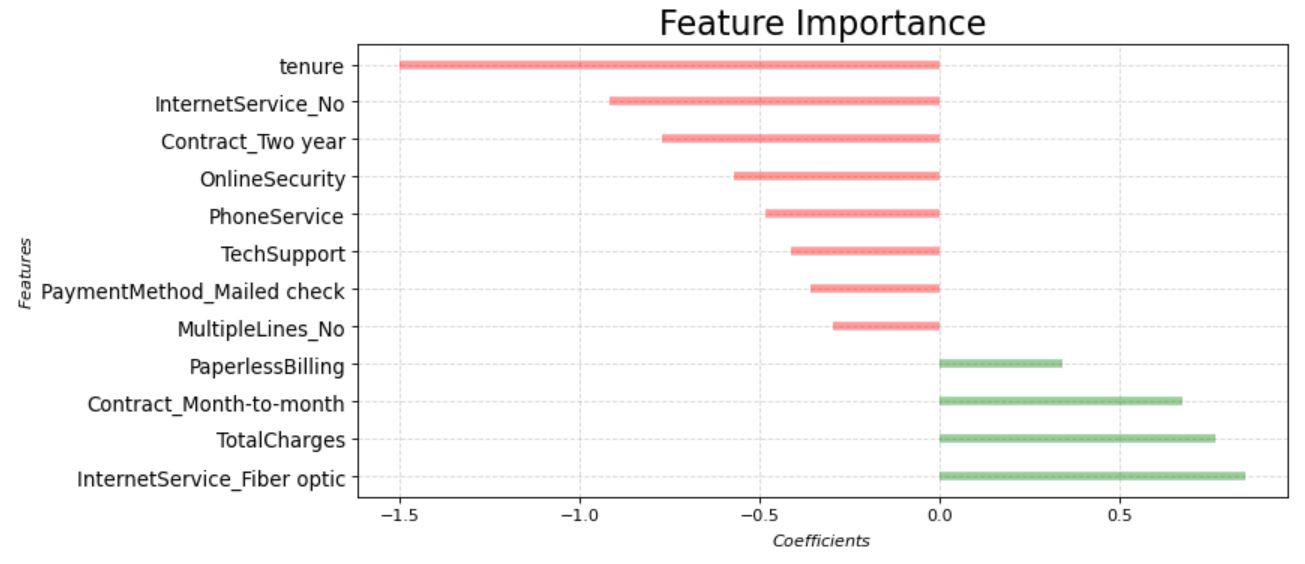 Feature Importance
tenure
InternetService_No
Contract_Two year
OnlineSecurity
PhoneService
TechSupport
PaymentMethod_Mailed check
MultipleLines_No
PaperlessBilling
Contract_Month-to-month
TotalCharges
InternetService_Fiber optic
Features
−1.5 −1.0 −0.5 0.0 0.5
Coefficients